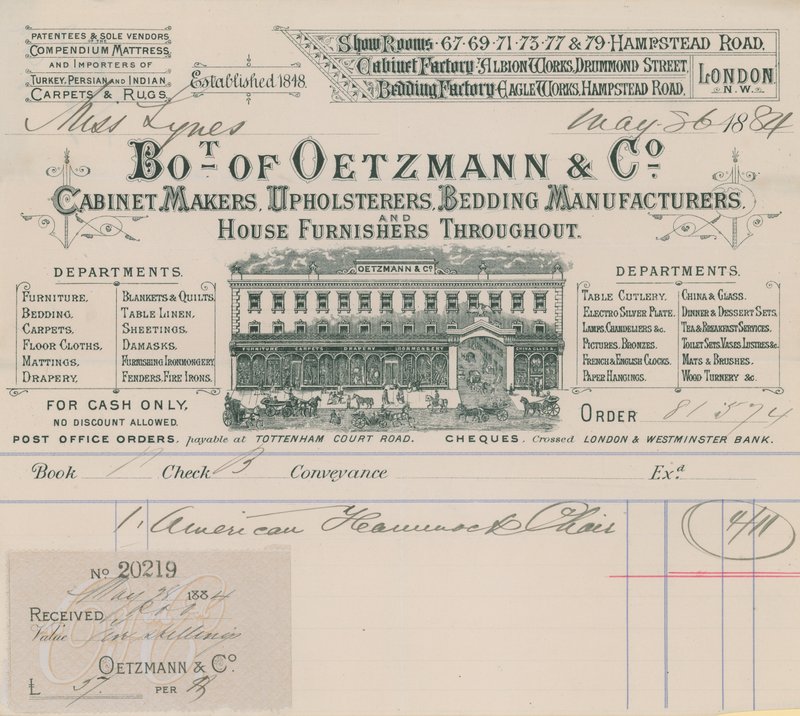 PATENTEES & SOLE VENDORS
OF THE
COMPENDIUM MATTRESS,
AND IMPORTERS OF
TURKEY, PERSIAN AND INDIAN
CARPETS & RUGS.
Established 1848.
Show Rooms · 67·69·71·73·77 & 79 · HAMPSTEAD ROAD,
Cabinet Factory · ALBION WORKS, DRUMMOND STREET,
Bedding Factory · EAGLE WORKS, HAMPSTEAD ROAD,
LONDON
N.W.
Miss Lynes
May 26 1884
BOT OF OETZMANN & CO
CABINET MAKERS, UPHOLSTERERS, BEDDING MANUFACTURERS,
AND
HOUSE FURNISHERS THROUGHOUT.
OETZMANN & CO
DEPARTMENTS.
FURNITURE,
BEDDING,
CARPETS,
FLOOR CLOTHS,
MATTINGS,
DRAPERY,
BLANKETS & QUILTS,
TABLE LINEN,
SHEETINGS,
DAMASKS,
FURNISHING IRONMONGERY
FENDERS, FIRE IRONS,
DEPARTMENTS.
TABLE CUTLERY,
ELECTRO SILVER PLATE,
LAMPS, CHANDELIERS &c.
PICTURES, BRONZES,
FRENCH & ENGLISH CLOCKS,
PAPER HANGINGS,
CHINA & GLASS,
DINNER & DESSERT SETS,
TEA & BREAKFAST SERVICES,
TOILET SETS, VASES, LUSTRES &c.
MATS & BRUSHES,
WOOD TURNERY &c.
FOR CASH ONLY,
NO DISCOUNT ALLOWED.
ORDER 81574
POST OFFICE ORDERS, payable at TOTTENHAM COURT ROAD. CHEQUES, Crossed LONDON & WESTMINSTER BANK.
Book Check B Conveyance Exd
1. American Hammock Chair 4/11
No 20219
May 28 1884
RECEIVED
Value Shillings
OETZMANN & CO
£ 37 PER